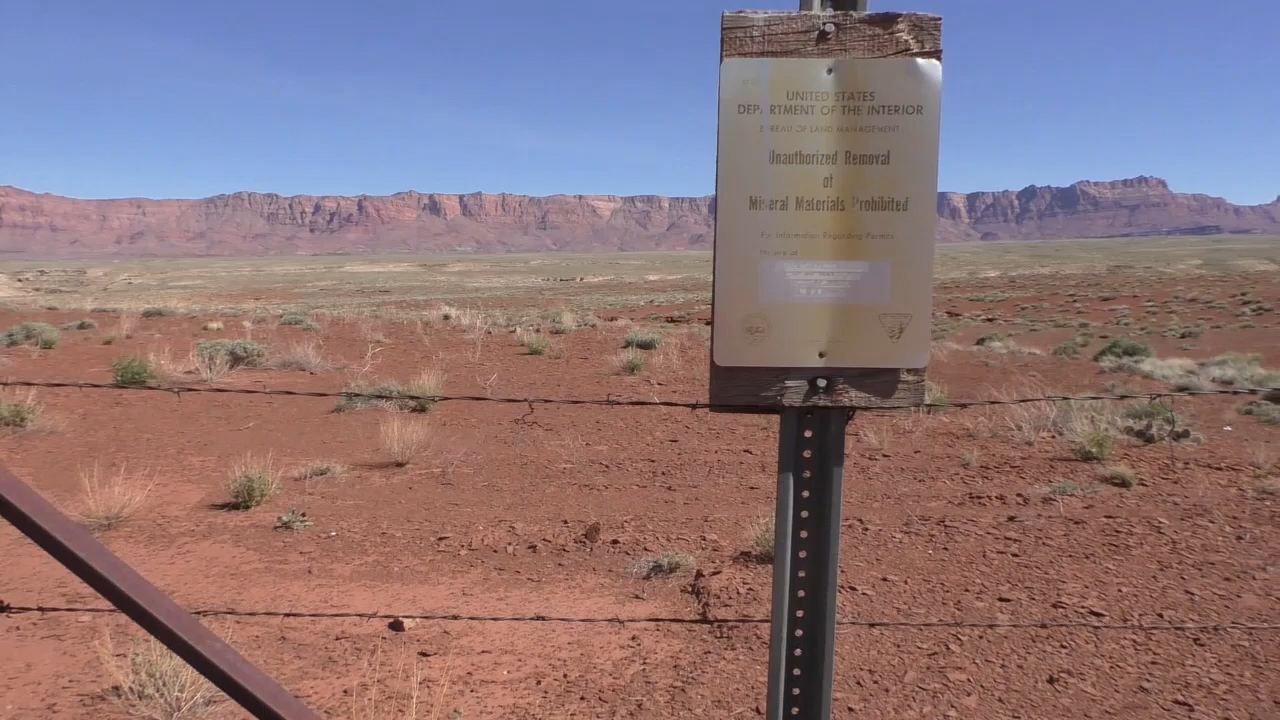 UNITED STATES
DEPARTMENT OF THE INTERIOR
BUREAU OF LAND MANAGEMENT
Unauthorized Removal
of
Mineral Materials Prohibited
For Information Regarding Permits